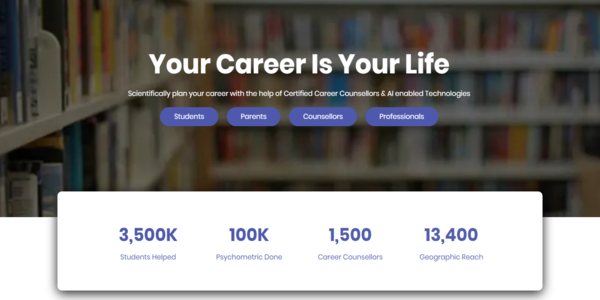 Your Career Is Your Life
Scientifically plan your career with the help of Certified Career Counsellors & AI enabled Technologies
Students Parents Counsellors Professionals
3,500K 100K 1,500 13,400
Students Helped Psychometric Done Career Counsellors Geographic Reach